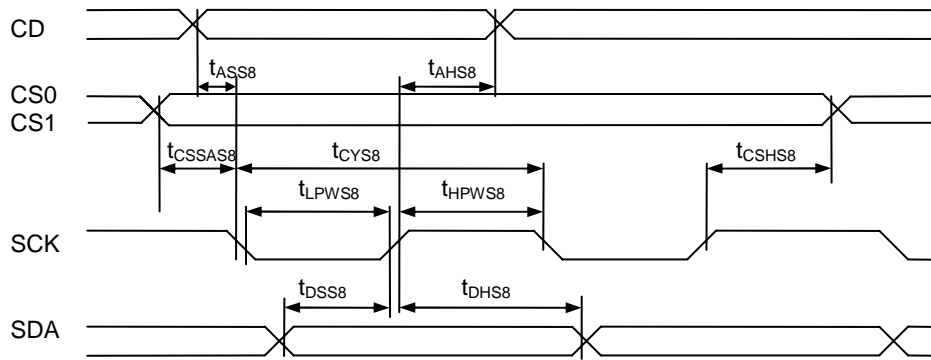 CD
tASS8 tAHS8
CS0
CS1
tCSSAS8 tCYS8 tCSHS8
tLPWS8 tHPWS8
SCK
tDSS8 tDHS8
SDA